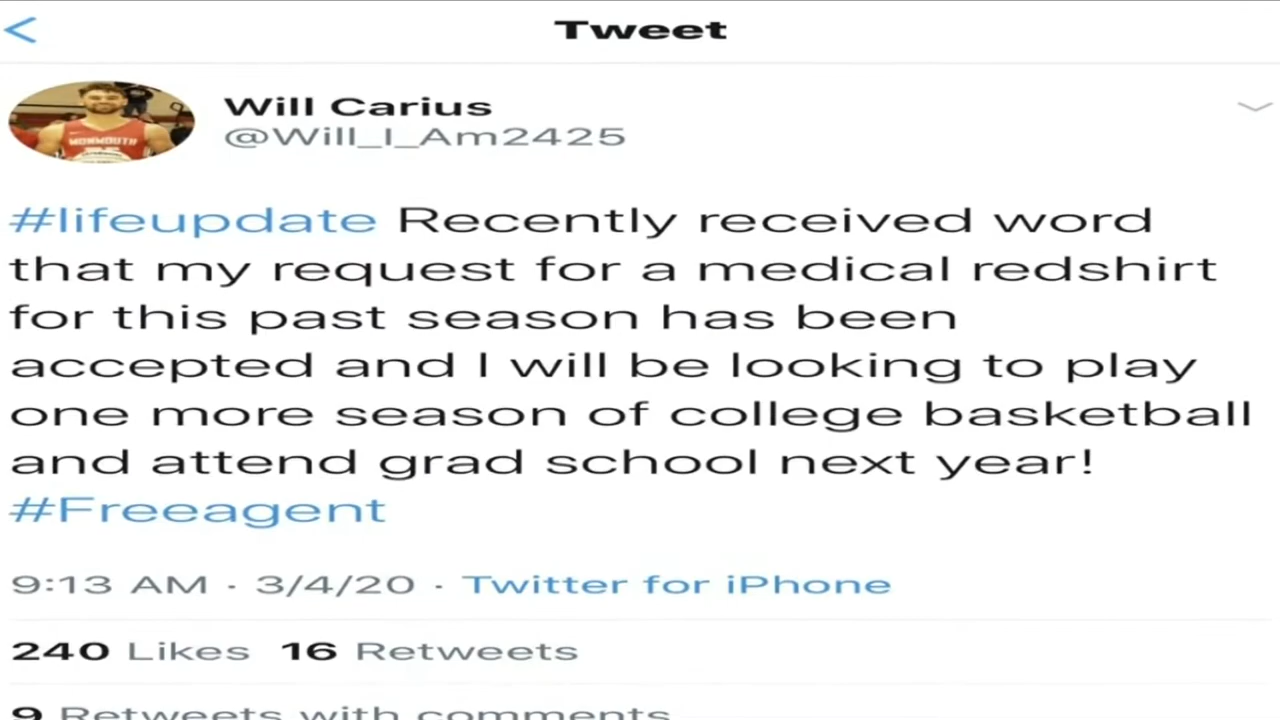 Tweet
Will Carius
@Will_I_Am2425
MONMOUTH
#lifeupdate Recently received word
that my request for a medical redshirt
for this past season has been
accepted and I will be looking to play
one more season of college basketball
and attend grad school next year!
#Freeagent
9:13 AM · 3/4/20 · Twitter for iPhone
240 Likes 16 Retweets
9 Retweets with comments